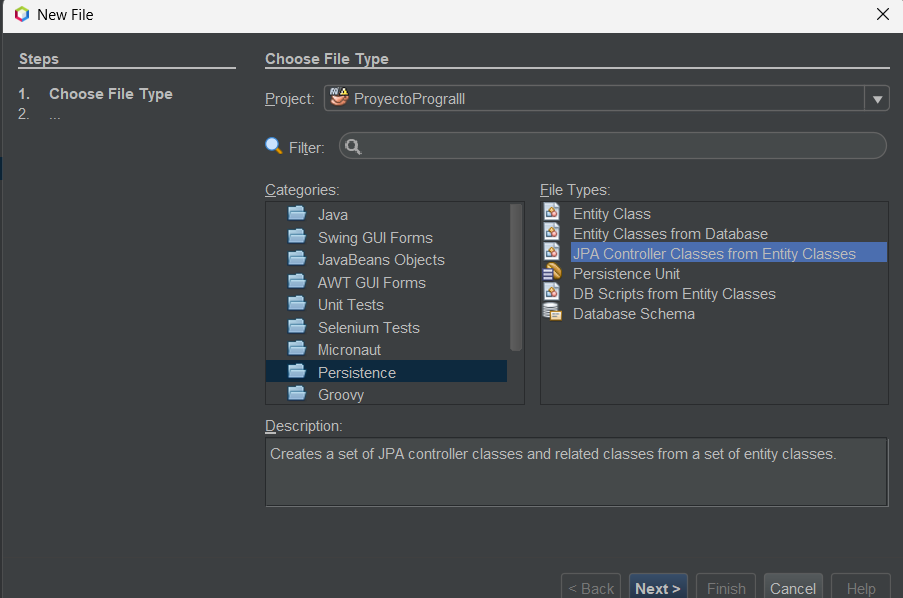 New File
Steps
1. Choose File Type
2. ...
Choose File Type
Project: ProyectoProgralll
Filter:
Categories:
Java
Swing GUI Forms
JavaBeans Objects
AWT GUI Forms
Unit Tests
Selenium Tests
Micronaut
Persistence
Groovy
File Types:
Entity Class
Entity Classes from Database
JPA Controller Classes from Entity Classes
Persistence Unit
DB Scripts from Entity Classes
Database Schema
Description:
Creates a set of JPA controller classes and related classes from a set of entity classes.
< Back Next > Finish Cancel Help